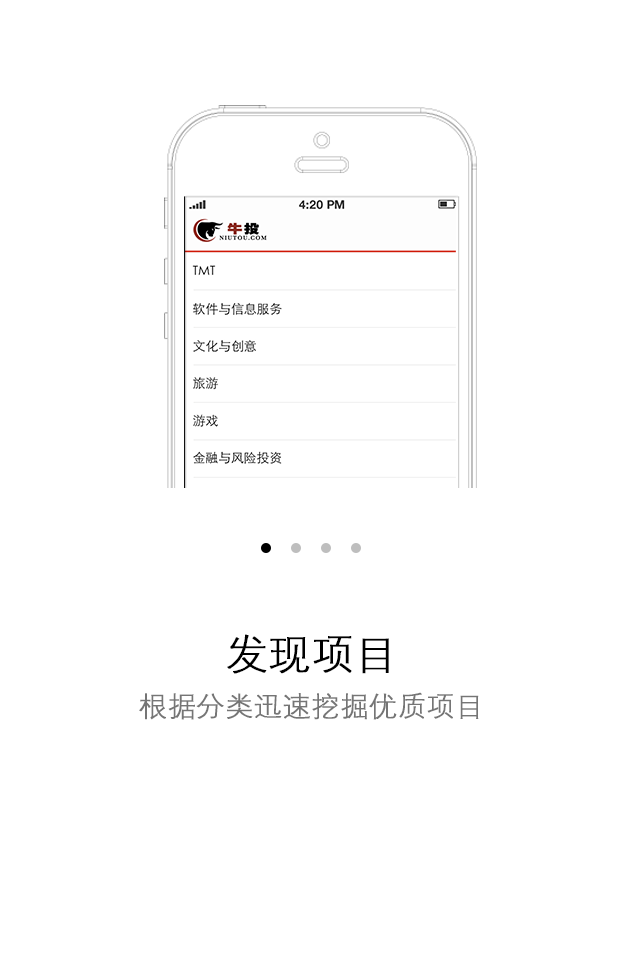 4:20 PM
牛投
NIUTOU.COM
TMT
软件与信息服务
文化与创意
旅游
游戏
金融与风险投资
发现项目
根据分类迅速挖掘优质项目